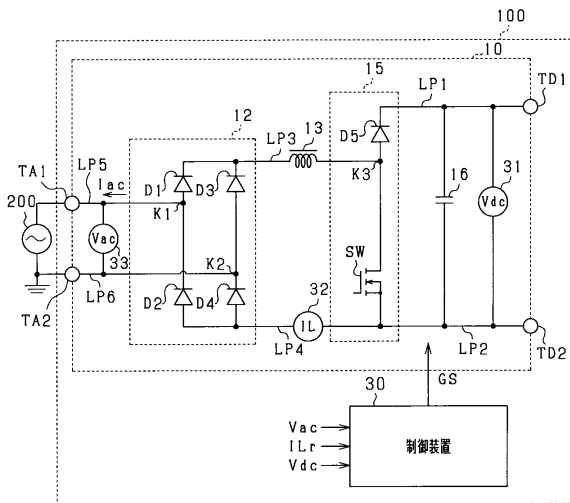 100
10
15
LP1
TD1
12
LP3
13
D5
TA1
LP5
Iac
D1
D3
K3
16
31
200
K1
Vdc
Vac
33
K2
SW
32
D2
D4
IL
TA2
LP6
LP4
LP2
TD2
GS
30
Vac
ILr
Vdc
制御装置